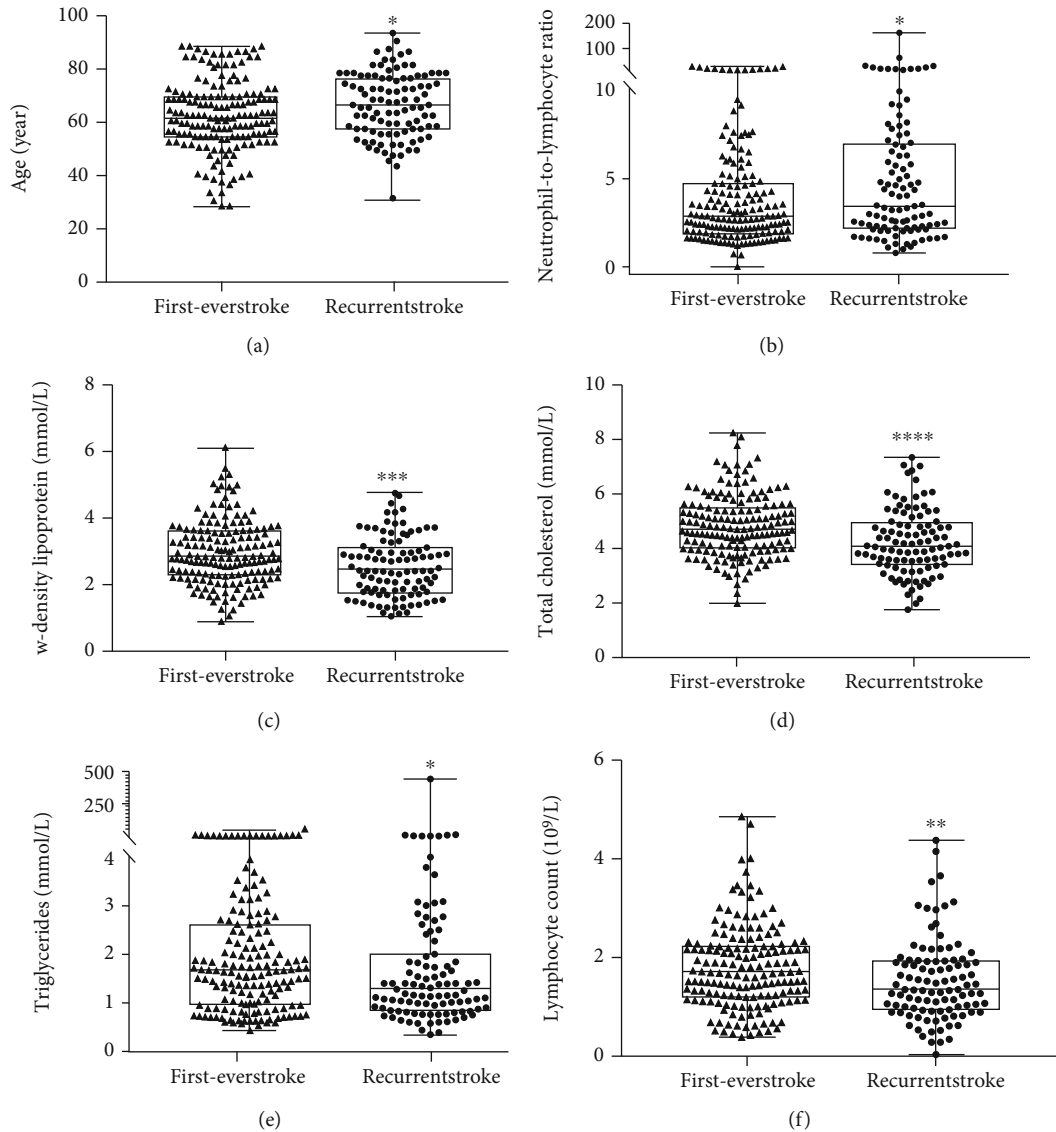 Age (year)
100
80
60
40
20
0
*
First-everstroke
Recurrentstroke
(a)
Neutrophil-to-lymphocyte ratio
200
100
10
5
0
*
First-everstroke
Recurrentstroke
(b)
w-density lipoprotein (mmol/L)
8
6
4
2
0
***
First-everstroke
Recurrentstroke
(c)
Total cholesterol (mmol/L)
10
8
6
4
2
0
****
First-everstroke
Recurrentstroke
(d)
Triglycerides (mmol/L)
500
250
4
3
2
1
0
*
First-everstroke
Recurrentstroke
(e)
Lymphocyte count (10⁹/L)
6
4
2
0
**
First-everstroke
Recurrentstroke
(f)